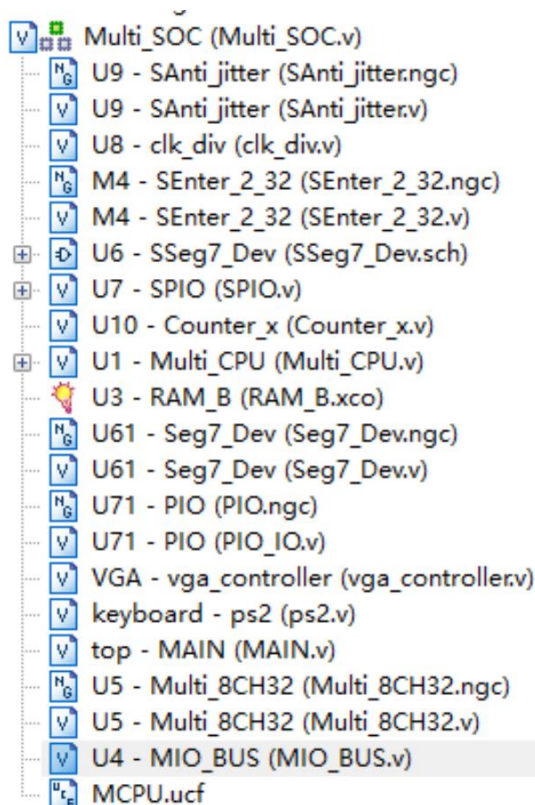 Multi_SOC (Multi_SOC.v)
U9 - SAnti_jitter (SAnti_jitter.ngc)
U9 - SAnti_jitter (SAnti_jitter.v)
U8 - clk_div (clk_div.v)
M4 - SEnter_2_32 (SEnter_2_32.ngc)
M4 - SEnter_2_32 (SEnter_2_32.v)
U6 - SSeg7_Dev (SSeg7_Dev.sch)
U7 - SPIO (SPIO.v)
U10 - Counter_x (Counter_x.v)
U1 - Multi_CPU (Multi_CPU.v)
U3 - RAM_B (RAM_B.xco)
U61 - Seg7_Dev (Seg7_Dev.ngc)
U61 - Seg7_Dev (Seg7_Dev.v)
U71 - PIO (PIO.ngc)
U71 - PIO (PIO_IO.v)
VGA - vga_controller (vga_controller.v)
keyboard - ps2 (ps2.v)
top - MAIN (MAIN.v)
U5 - Multi_8CH32 (Multi_8CH32.ngc)
U5 - Multi_8CH32 (Multi_8CH32.v)
U4 - MIO_BUS (MIO_BUS.v)
MCPU.ucf